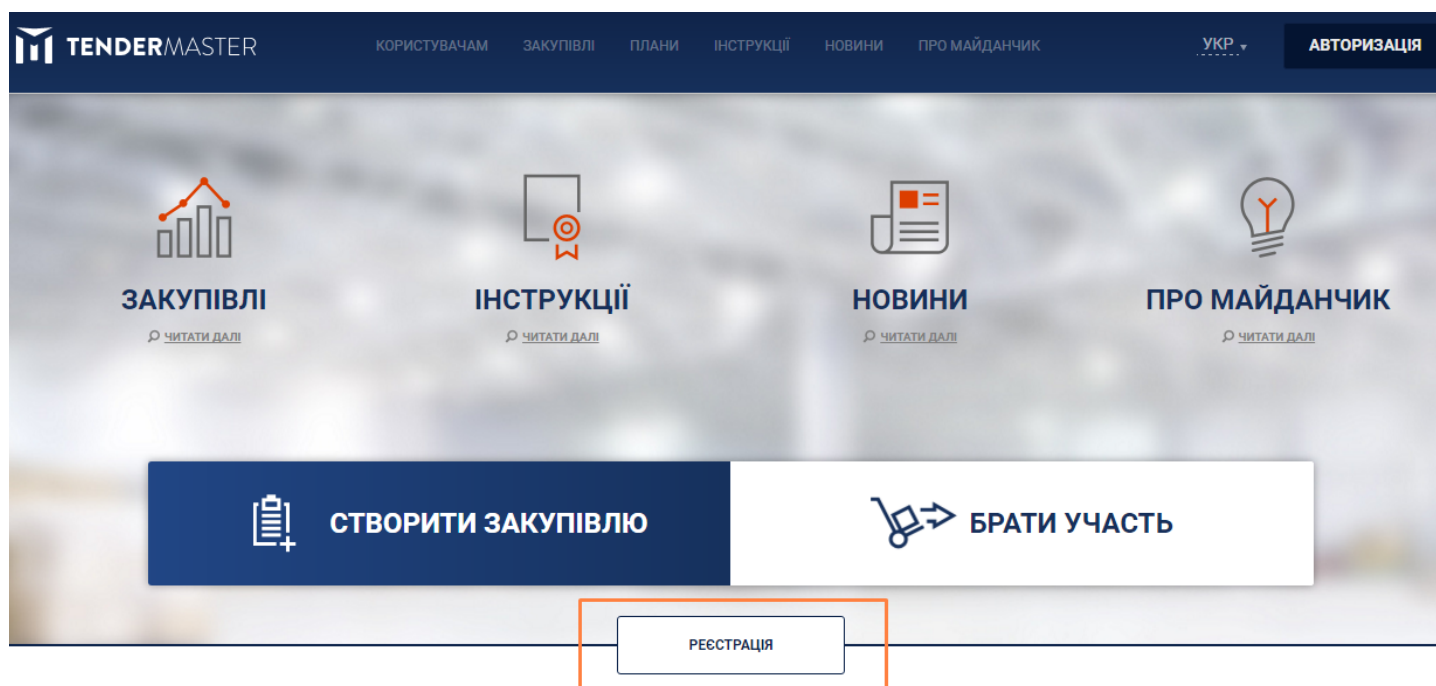 TENDERMASTER КОРИСТУВАЧАМ ЗАКУПІВЛІ ПЛАНИ ІНСТРУКЦІЇ НОВИНИ ПРО МАЙДАНЧИК УКР АВТОРИЗАЦІЯ
ЗАКУПІВЛІ ІНСТРУКЦІЇ НОВИНИ ПРО МАЙДАНЧИК
ЧИТАТИ ДАЛІ ЧИТАТИ ДАЛІ ЧИТАТИ ДАЛІ ЧИТАТИ ДАЛІ
СТВОРИТИ ЗАКУПІВЛЮ БРАТИ УЧАСТЬ
РЕЄСТРАЦІЯ